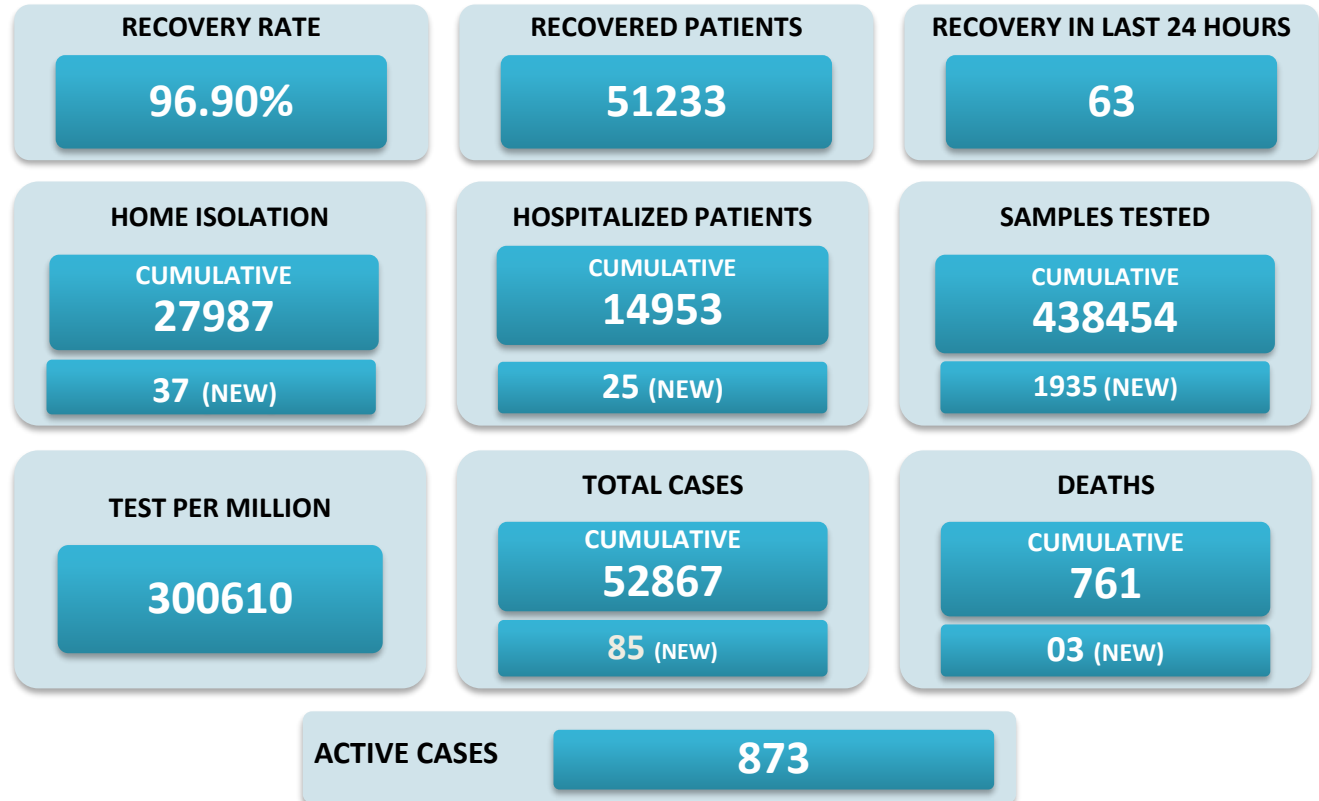 RECOVERY RATE
96.90%
RECOVERED PATIENTS
51233
RECOVERY IN LAST 24 HOURS
63
HOME ISOLATION
CUMULATIVE
27987
37 (NEW)
HOSPITALIZED PATIENTS
CUMULATIVE
14953
25 (NEW)
SAMPLES TESTED
CUMULATIVE
438454
1935 (NEW)
TEST PER MILLION
300610
TOTAL CASES
CUMULATIVE
52867
85 (NEW)
DEATHS
CUMULATIVE
761
03 (NEW)
ACTIVE CASES
873